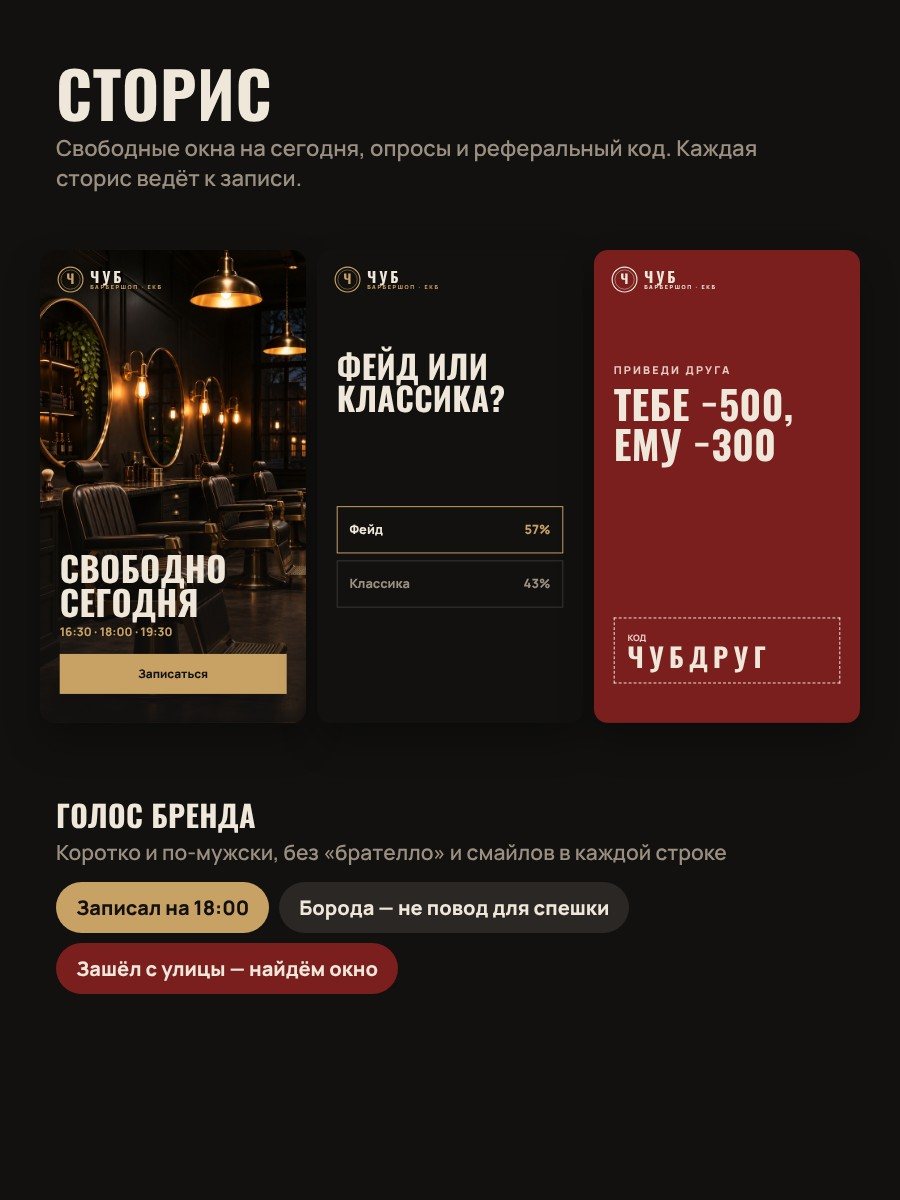 СТОРИС
Свободные окна на сегодня, опросы и реферальный код. Каждая
сторис ведёт к записи.
Ч ЧУБ
БАРБЕРШОП · ЕКБ
СВОБОДНО
СЕГОДНЯ
16:30 · 18:00 · 19:30
Записаться
Ч ЧУБ
БАРБЕРШОП · ЕКБ
ФЕЙД ИЛИ
КЛАССИКА?
Фейд 57%
Классика 43%
Ч ЧУБ
БАРБЕРШОП · ЕКБ
ПРИВЕДИ ДРУГА
ТЕБЕ −500,
ЕМУ −300
КОД
ЧУБДРУГ
ГОЛОС БРЕНДА
Коротко и по-мужски, без «брателло» и смайлов в каждой строке
Записал на 18:00
Борода — не повод для спешки
Зашёл с улицы — найдём окно